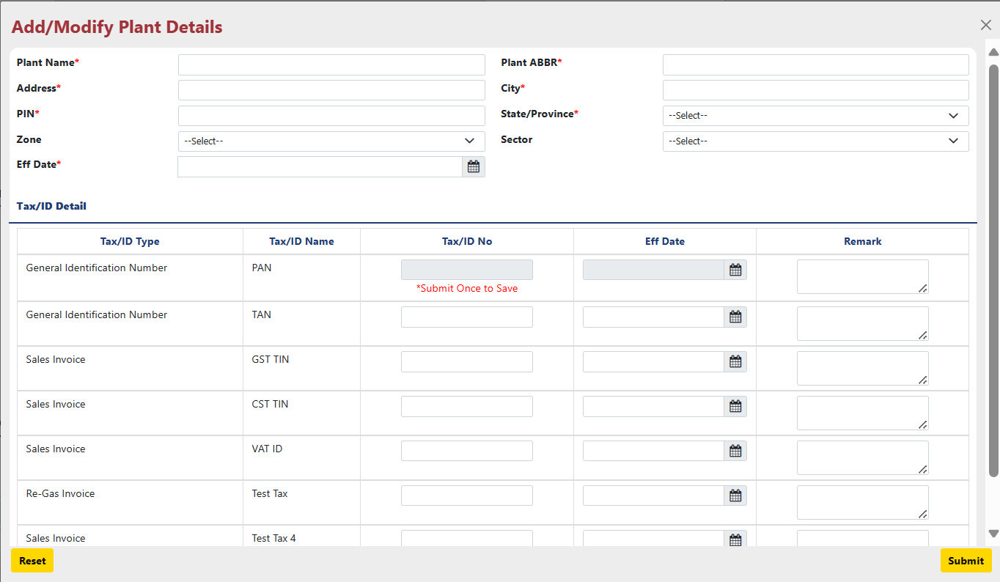 Add/Modify Plant Details
Plant Name* Plant ABBR*
Address* City*
PIN* State/Province* --Select--
Zone --Select-- Sector --Select--
Eff Date*
Tax/ID Detail
Tax/ID Type Tax/ID Name Tax/ID No Eff Date Remark
General Identification Number PAN
*Submit Once to Save
General Identification Number TAN
Sales Invoice GST TIN
Sales Invoice CST TIN
Sales Invoice VAT ID
Re-Gas Invoice Test Tax
Sales Invoice Test Tax 4
Reset Submit